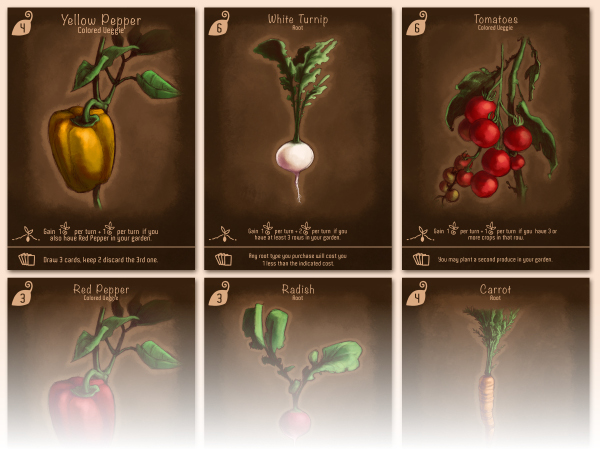 4
Yellow Pepper
Colored Veggie
Gain 1 per turn + 1 per turn if you
also have Red Pepper in your garden.
Draw 3 cards, keep 2 discard the 3rd one.
6
White Turnip
Root
Gain 1 per turn + 2 per turn if you
have at least 3 rows in your garden.
Any root type you purchase will cost you
1 less than the indicated cost.
6
Tomatoes
Colored Veggie
Gain 1 per turn + 1 per turn if you have 3 or
more crops in that row.
You may plant a second produce in your garden.
3
Red Pepper
Colored Veggie
3
Radish
Root
4
Carrot
Root